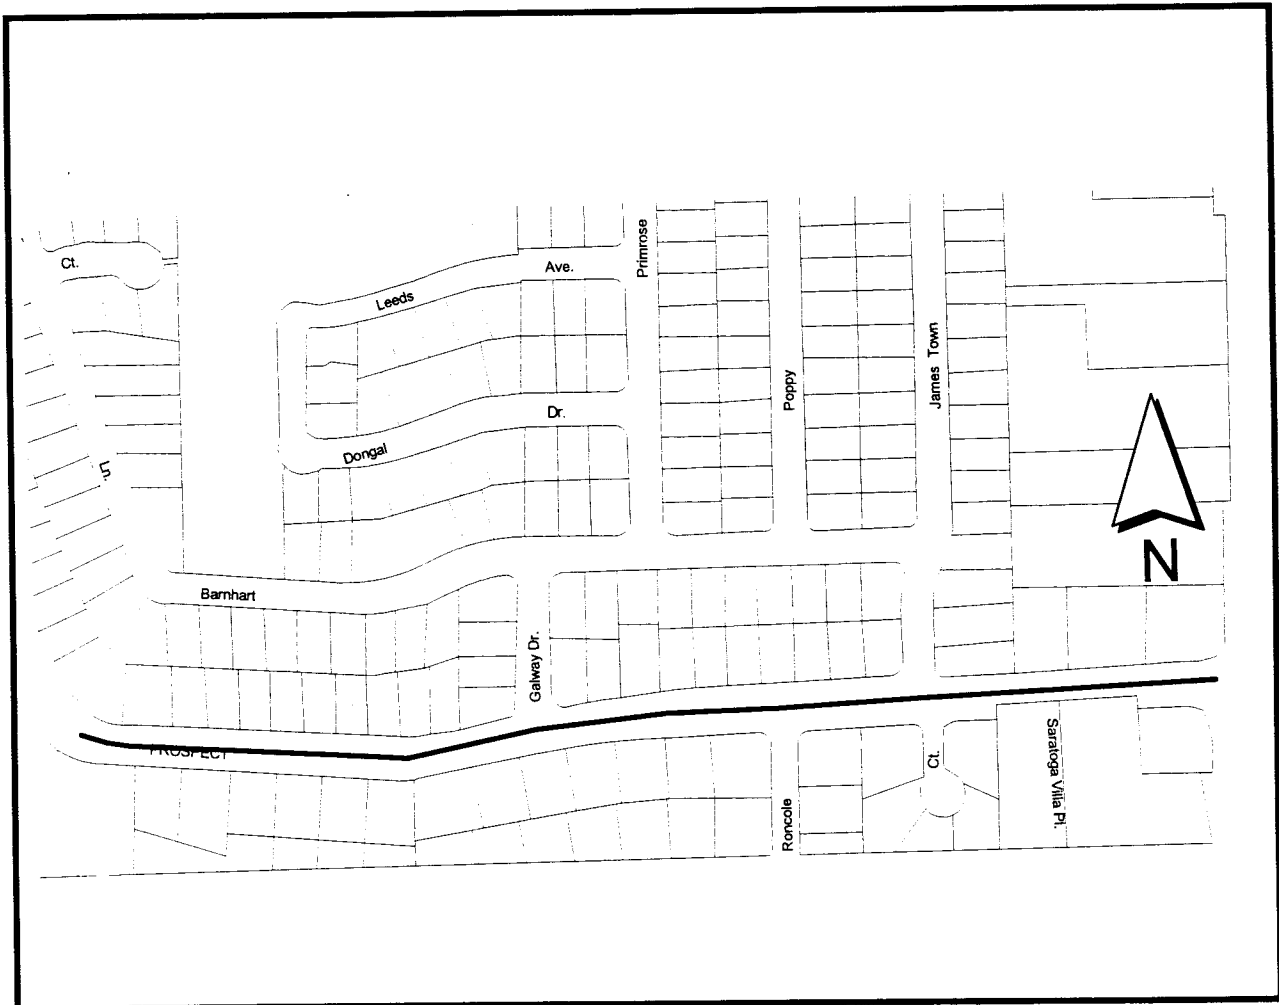 Ct.
Primrose
Ave.
Leeds
James Town
Poppy
Dr.
Dongal
Ln.
N
Barnhart
Galway Dr.
PROSPECT
Saratoga Villa Pl.
Ct.
Roncole